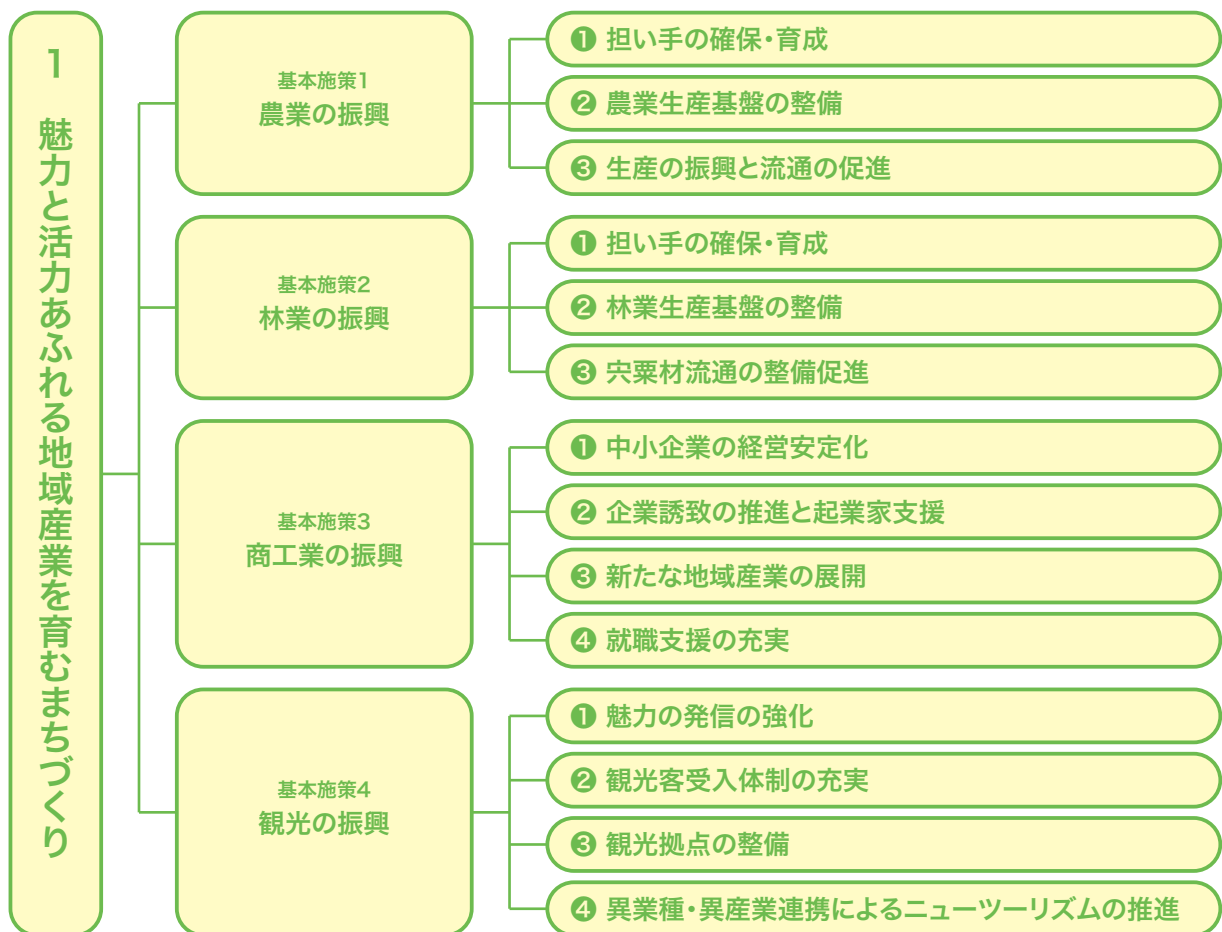 1 魅力と活力あふれる地域産業を育むまちづくり
基本施策1
農業の振興
❶ 担い手の確保・育成
❷ 農業生産基盤の整備
❸ 生産の振興と流通の促進
基本施策2
林業の振興
❶ 担い手の確保・育成
❷ 林業生産基盤の整備
❸ 宍粟材流通の整備促進
基本施策3
商工業の振興
❶ 中小企業の経営安定化
❷ 企業誘致の推進と起業家支援
❸ 新たな地域産業の展開
❹ 就職支援の充実
基本施策4
観光の振興
❶ 魅力の発信の強化
❷ 観光客受入体制の充実
❸ 観光拠点の整備
❹ 異業種・異産業連携によるニューツーリズムの推進